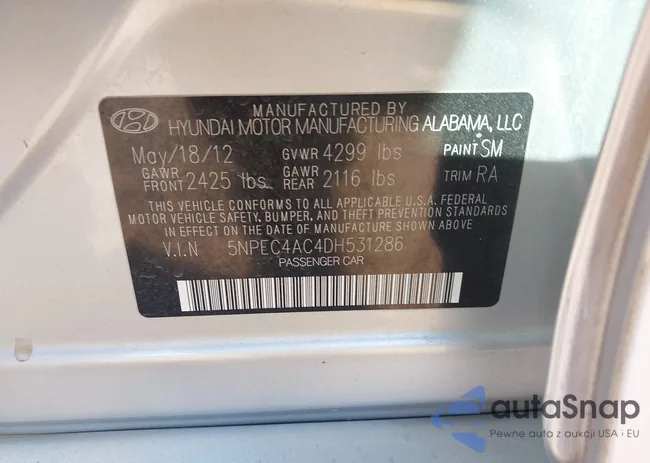 MANUFACTURED BY
HYUNDAI MOTOR MANUFACTURING ALABAMA, LLC
May/18/12 GVWR 4299 lbs PAINT SM
GAWR FRONT 2425 lbs GAWR REAR 2116 lbs TRIM RA
THIS VEHICLE CONFORMS TO ALL APPLICABLE U.S.A. FEDERAL
MOTOR VEHICLE SAFETY, BUMPER, AND THEFT PREVENTION STANDARDS
IN EFFECT ON THE DATE OF MANUFACTURE SHOWN ABOVE
V.I.N 5NPEC4AC4DH531286
PASSENGER CAR
autaSnap
Pewne auta z aukcji USA i EU